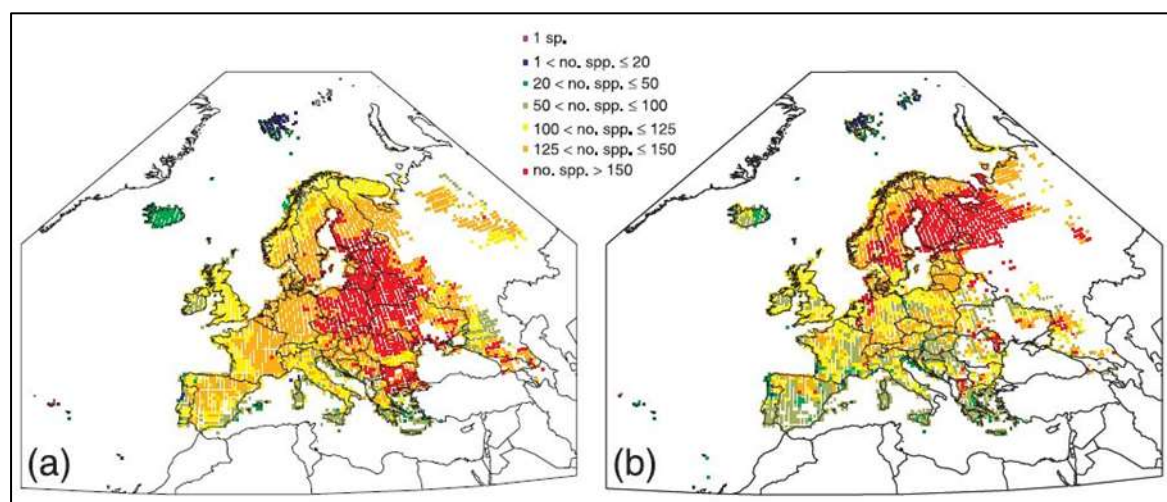 1 sp.
1 < no. spp. ≤ 20
20 < no. spp. ≤ 50
50 < no. spp. ≤ 100
100 < no. spp. ≤ 125
125 < no. spp. ≤ 150
no. spp. > 150
(a)
(b)